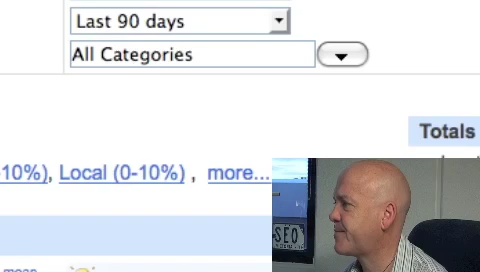 Last 90 days
All Categories
Totals
-10%), Local (0-10%) , more...
SEO